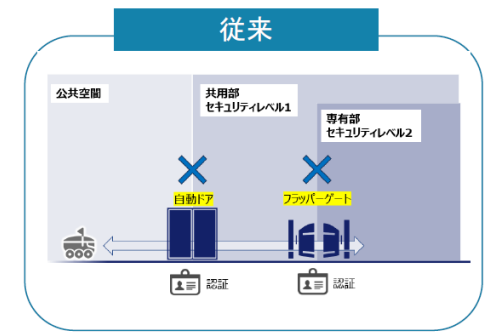 従来
公共空間
共用部
セキュリティレベル1
専有部
セキュリティレベル2
自動ドア
フラッパーゲート
認証
認証